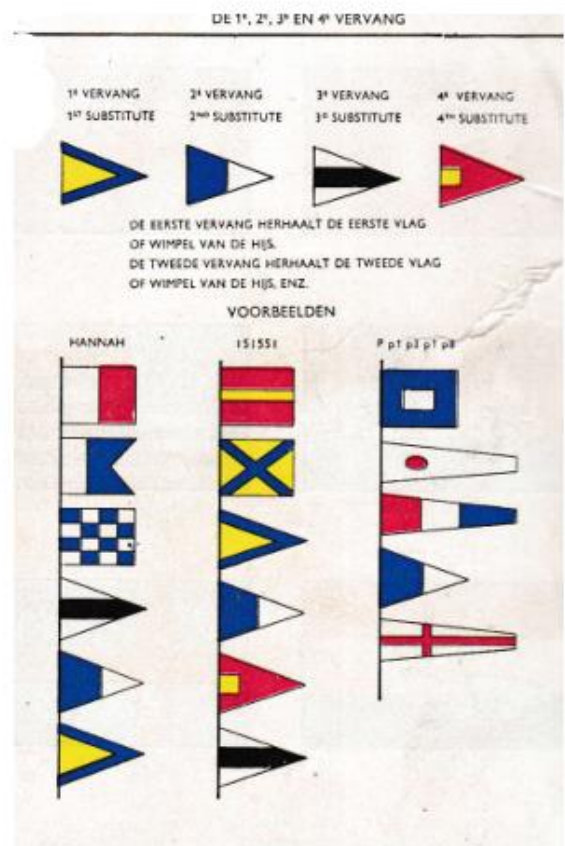 DE 1e, 2e, 3e EN 4e VERVANG
1e VERVANG
1ST SUBSTITUTE
2e VERVANG
2ND SUBSTITUTE
3e VERVANG
3D SUBSTITUTE
4e VERVANG
4TH SUBSTITUTE
DE EERSTE VERVANG HERHAALT DE EERSTE VLAG
OF WIMPEL VAN DE HIJS.
DE TWEEDE VERVANG HERHAALT DE TWEEDE VLAG
OF WIMPEL VAN DE HIJS, ENZ.
VOORBEELDEN
HANNAH
151551
P p1 p3 p1 p8